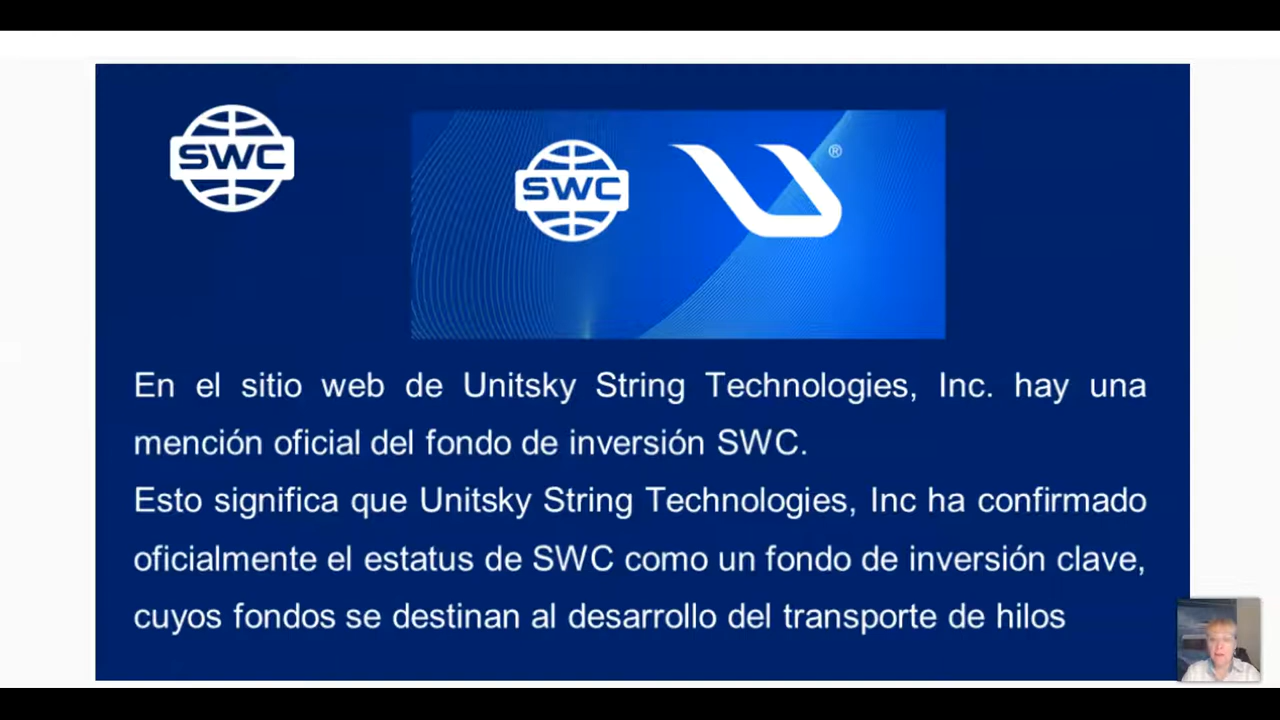 SWC
SWC
®
En el sitio web de Unitsky String Technologies, Inc. hay una
mención oficial del fondo de inversión SWC.
Esto significa que Unitsky String Technologies, Inc ha confirmado
oficialmente el estatus de SWC como un fondo de inversión clave,
cuyos fondos se destinan al desarrollo del transporte de hilos